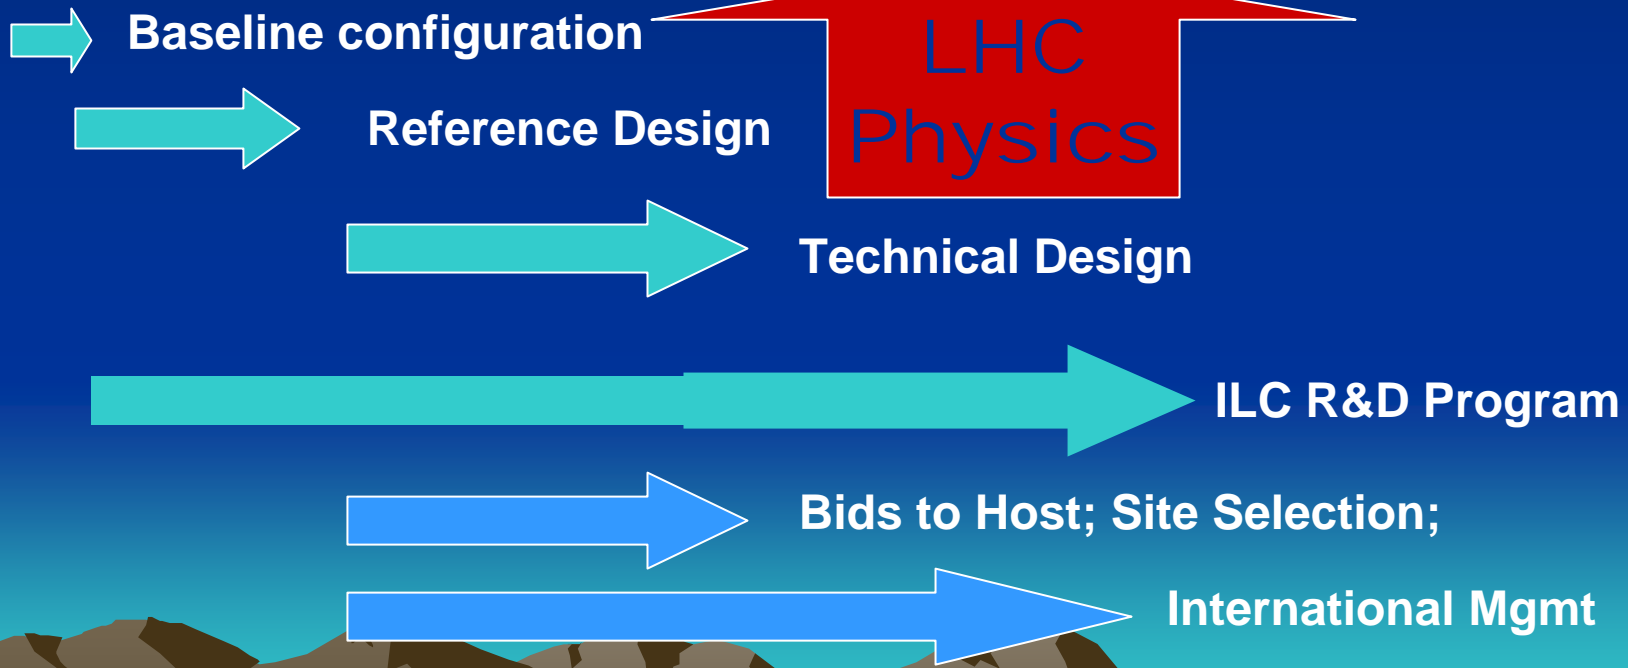 Baseline configuration
LHC
Physics
Reference Design
Technical Design
ILC R&D Program
Bids to Host; Site Selection;
International Mgmt